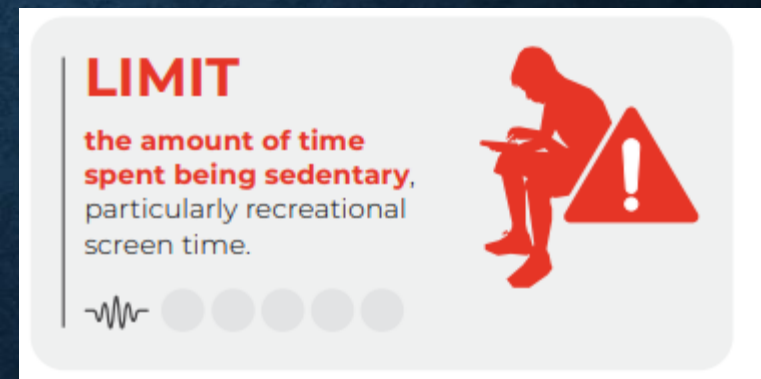 LIMIT
the amount of time
spent being sedentary,
particularly recreational
screen time.
!